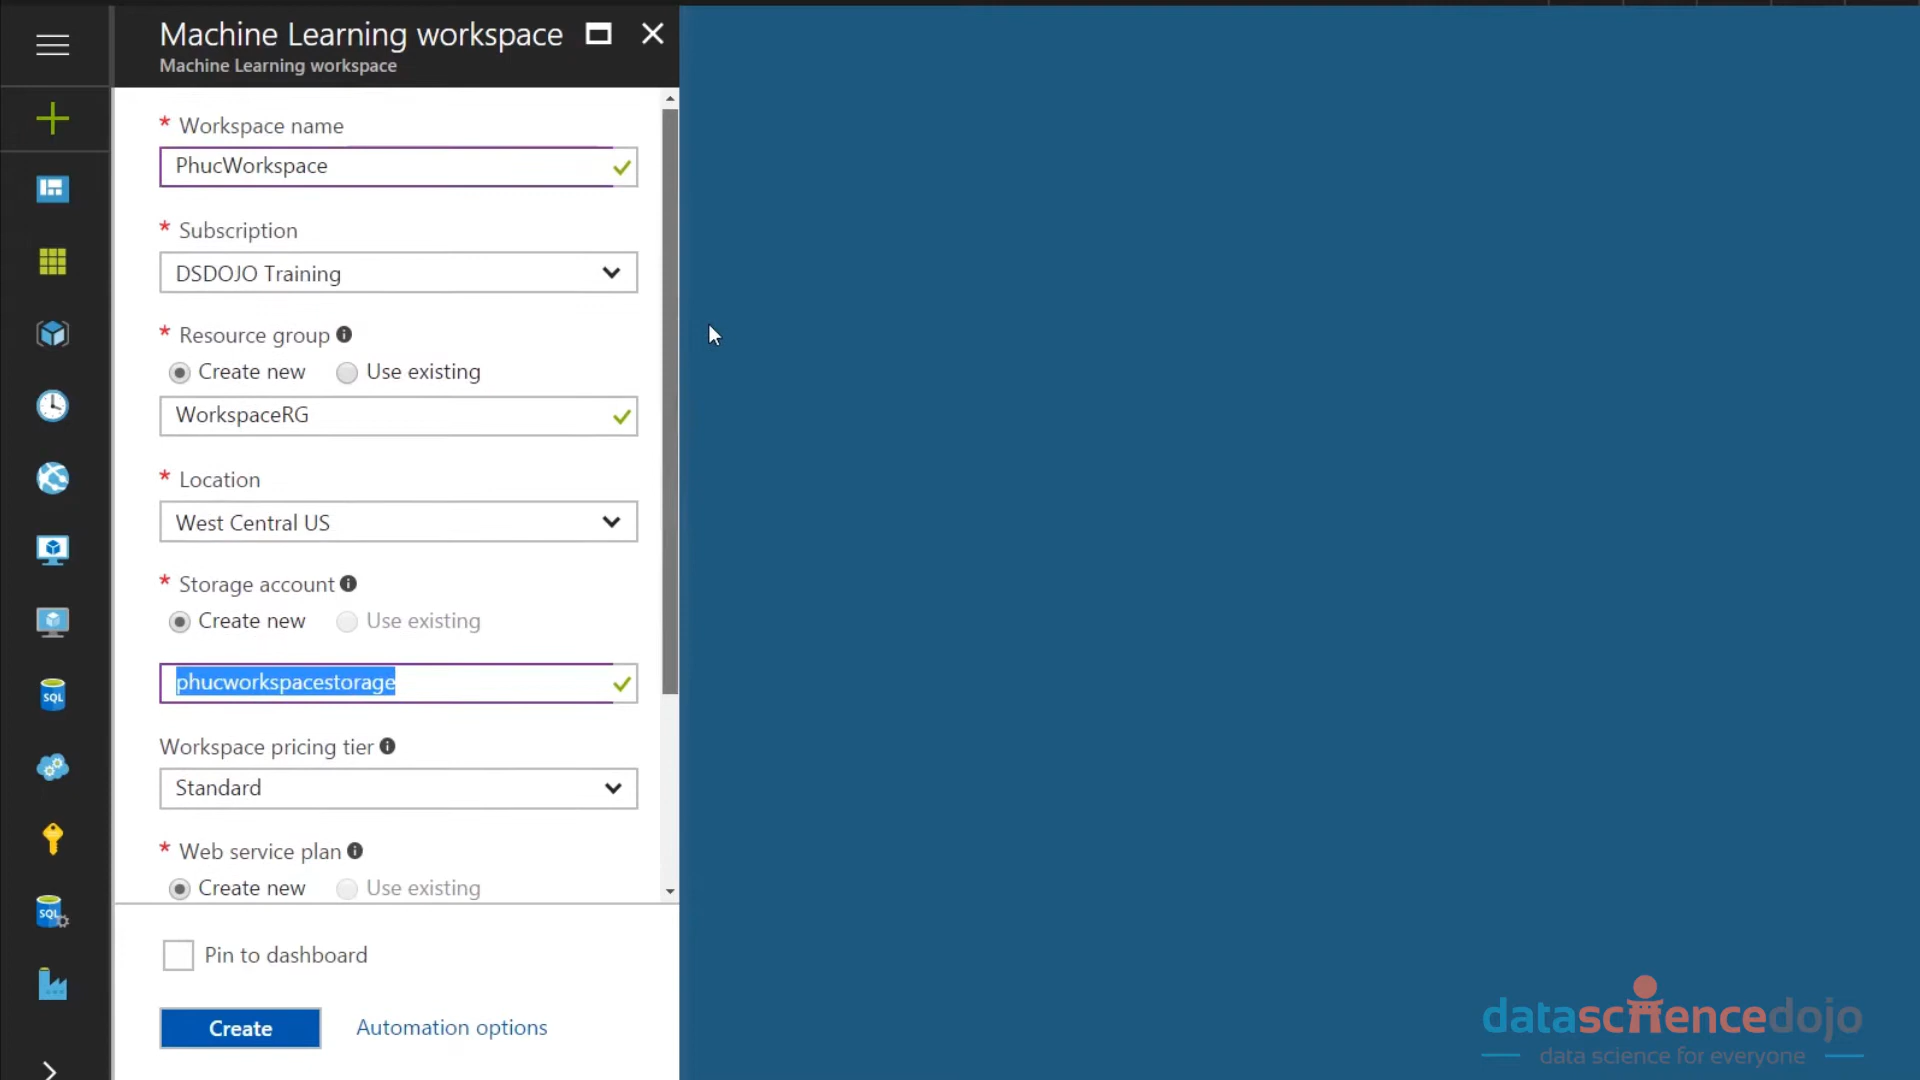 Machine Learning workspace
Machine Learning workspace
* Workspace name
PhucWorkspace
* Subscription
DSDOJO Training
* Resource group
Create new Use existing
WorkspaceRG
* Location
West Central US
* Storage account
Create new Use existing
phucworkspacestorage
Workspace pricing tier
Standard
* Web service plan
Create new Use existing
Pin to dashboard
Create Automation options
SQL
SQL
datasciencedojo
data science for everyone